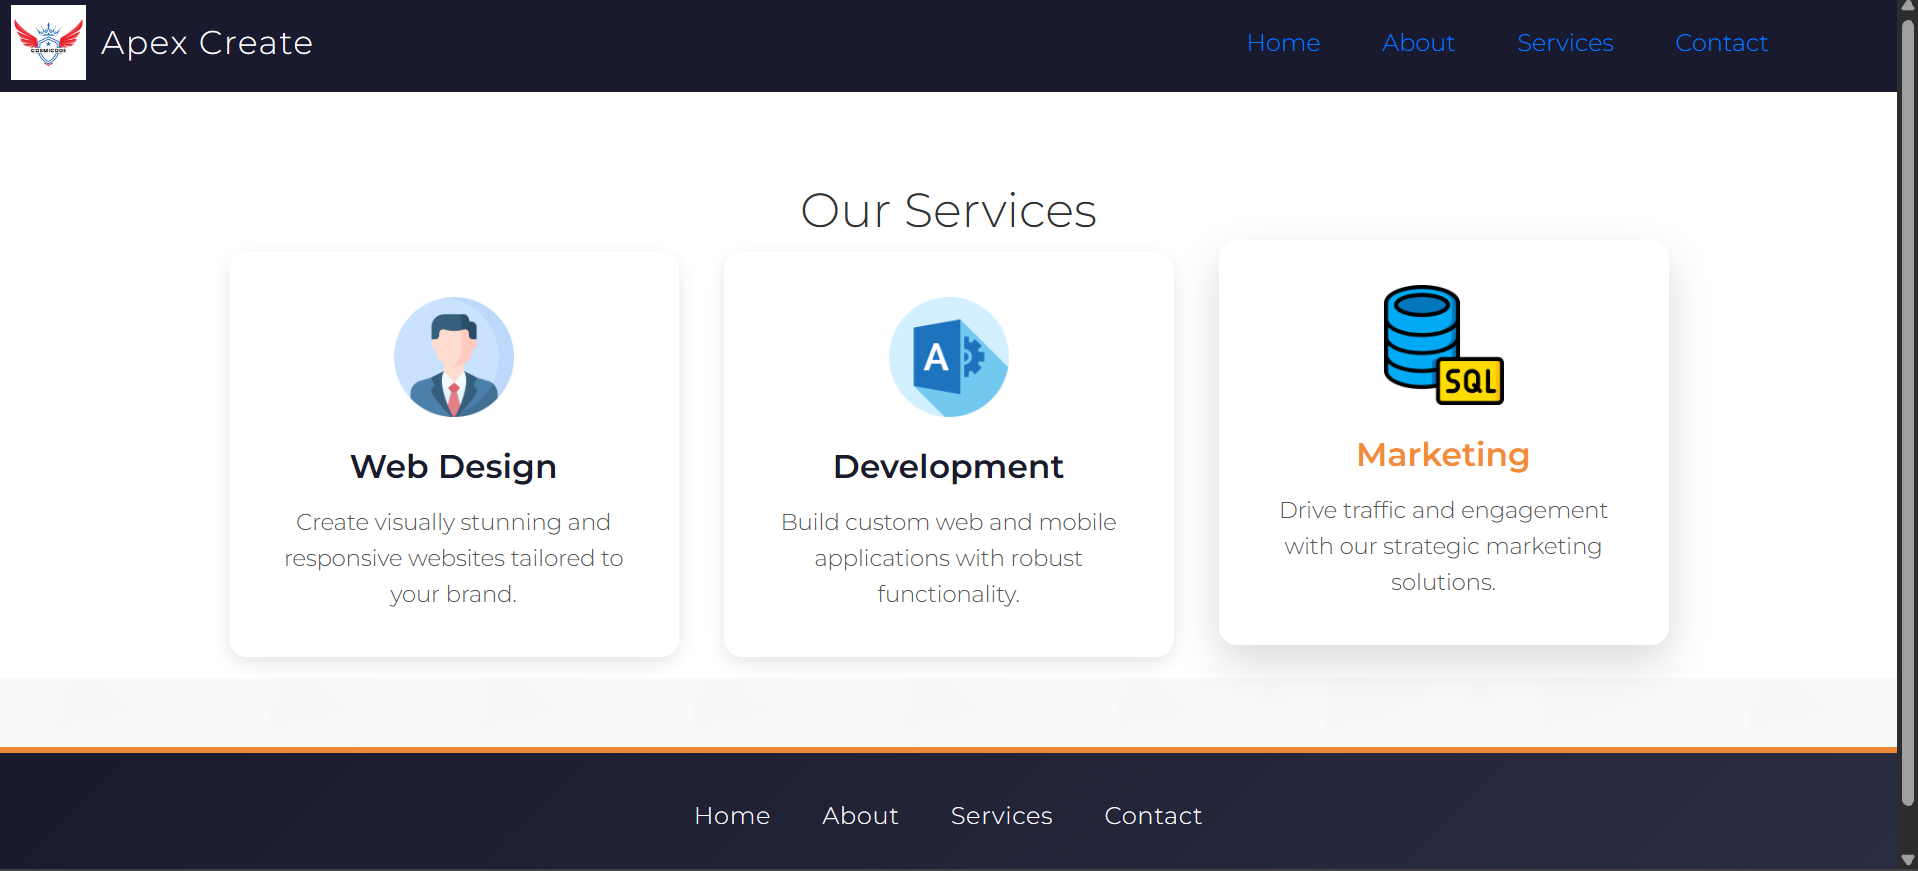 COSMICODE
Apex Create
Home About Services Contact
Our Services
A
Web Design
Create visually stunning and
responsive websites tailored to
your brand.
Development
Build custom web and mobile
applications with robust
functionality.
SQL
Marketing
Drive traffic and engagement
with our strategic marketing
solutions.
Home About Services Contact